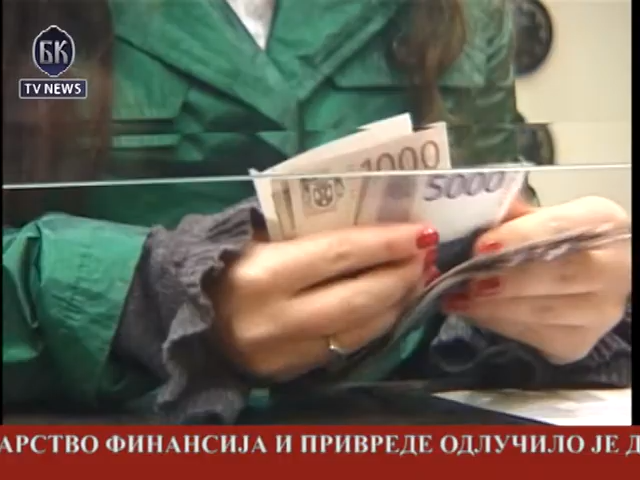 БК
TV NEWS
1000
5000
АРСТВО ФИНАНСИЈА И ПРИВРЕДЕ ОДЛУЧИЛО ЈЕ Д